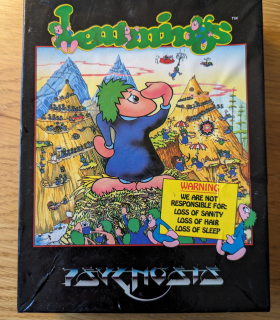 Lemmings
TM
WARNING
WE ARE NOT
RESPONSIBLE FOR:
LOSS OF SANITY
LOSS OF HAIR
LOSS OF SLEEP
PSYGNOSIS